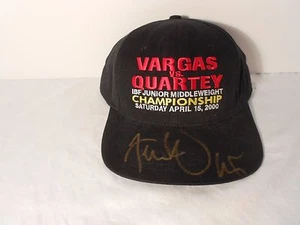 VARGAS
vs.
QUARTEY
IBF JUNIOR MIDDLEWEIGHT
CHAMPIONSHIP
SATURDAY APRIL 15, 2000